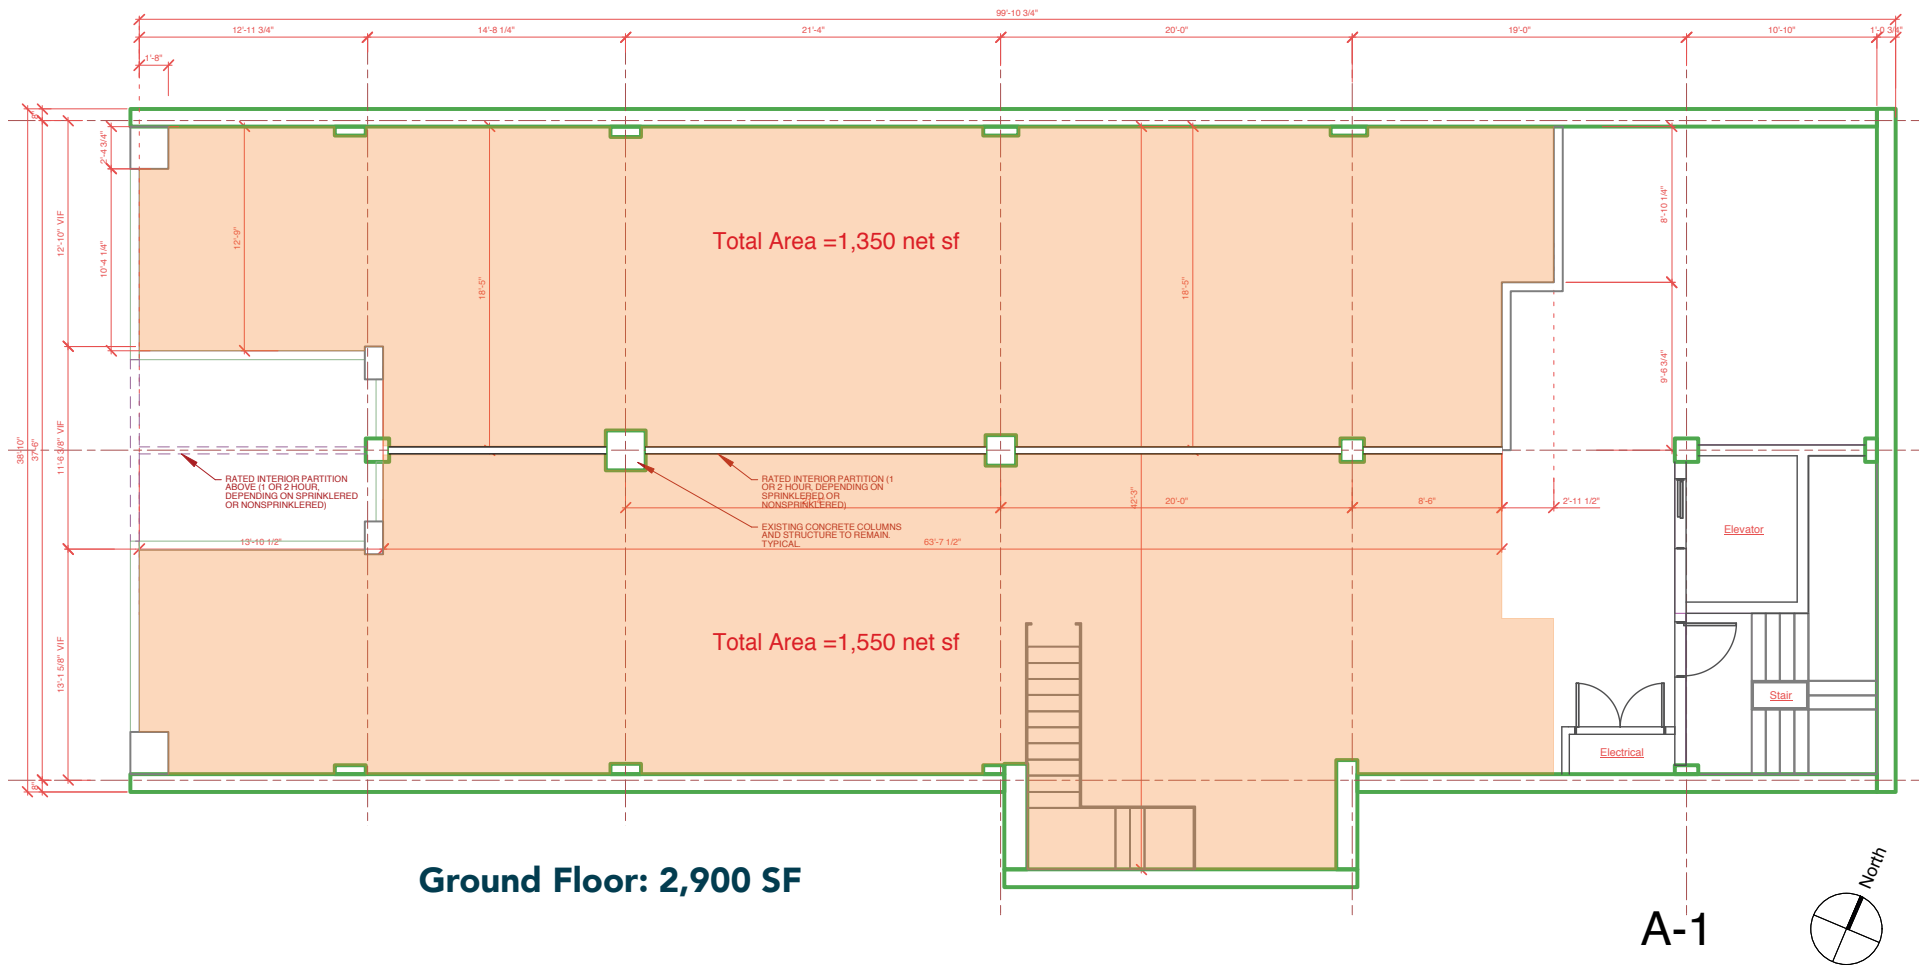 99'-10 3/4"
12'-11 3/4"
14'-8 1/4"
21'-4"
20'-0"
19'-0"
10'-10"
1'-0 3/4"
1'-8"
8"
2'-4 3/4"
12'-10" VIF
10'-4 1/4"
12'-9"
18'-5"
18'-5"
8'-10 1/4"
9'-6 3/4"
Total Area =1,350 net sf
38'-10"
37'-6"
11'-6 3/8" VIF
RATED INTERIOR PARTITION
ABOVE (1 OR 2 HOUR,
DEPENDING ON SPRINKLERED
OR NONSPRINKLERED)
RATED INTERIOR PARTITION (1
OR 2 HOUR, DEPENDING ON
SPRINKLERED OR
NONSPRINKLERED)
EXISTING CONCRETE COLUMNS
AND STRUCTURE TO REMAIN.
TYPICAL.
42'-3"
20'-0"
8'-6"
2'-11 1/2"
13'-10 1/2"
63'-7 1/2"
Elevator
Total Area =1,550 net sf
13'-1 5/8" VIF
Stair
Electrical
8"
Ground Floor: 2,900 SF
A-1
North